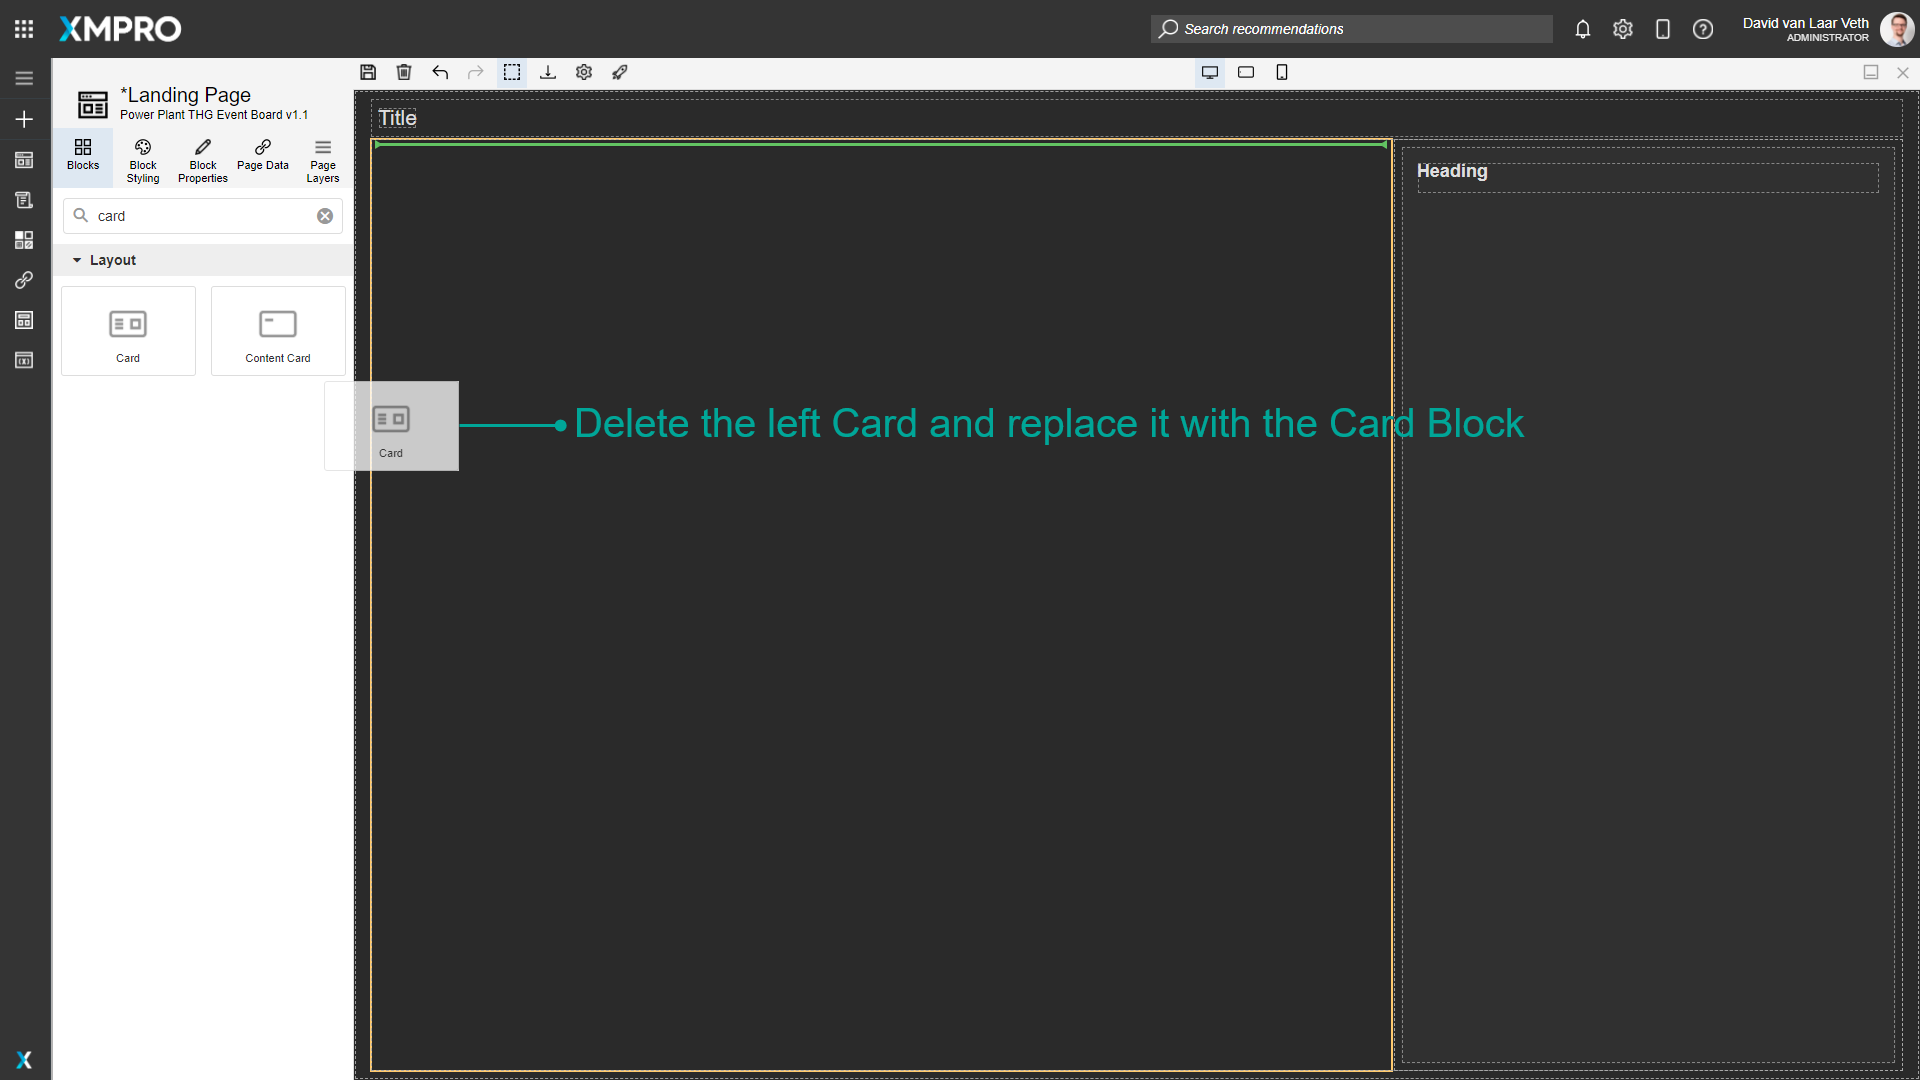 XMPRO
Search recommendations
David van Laar Veth
ADMINISTRATOR
*Landing Page
Power Plant THG Event Board v1.1
Blocks
Block Styling
Block Properties
Page Data
Page Layers
card
Layout
Card
Content Card
Title
Heading
Card
Delete the left Card and replace it with the Card Block